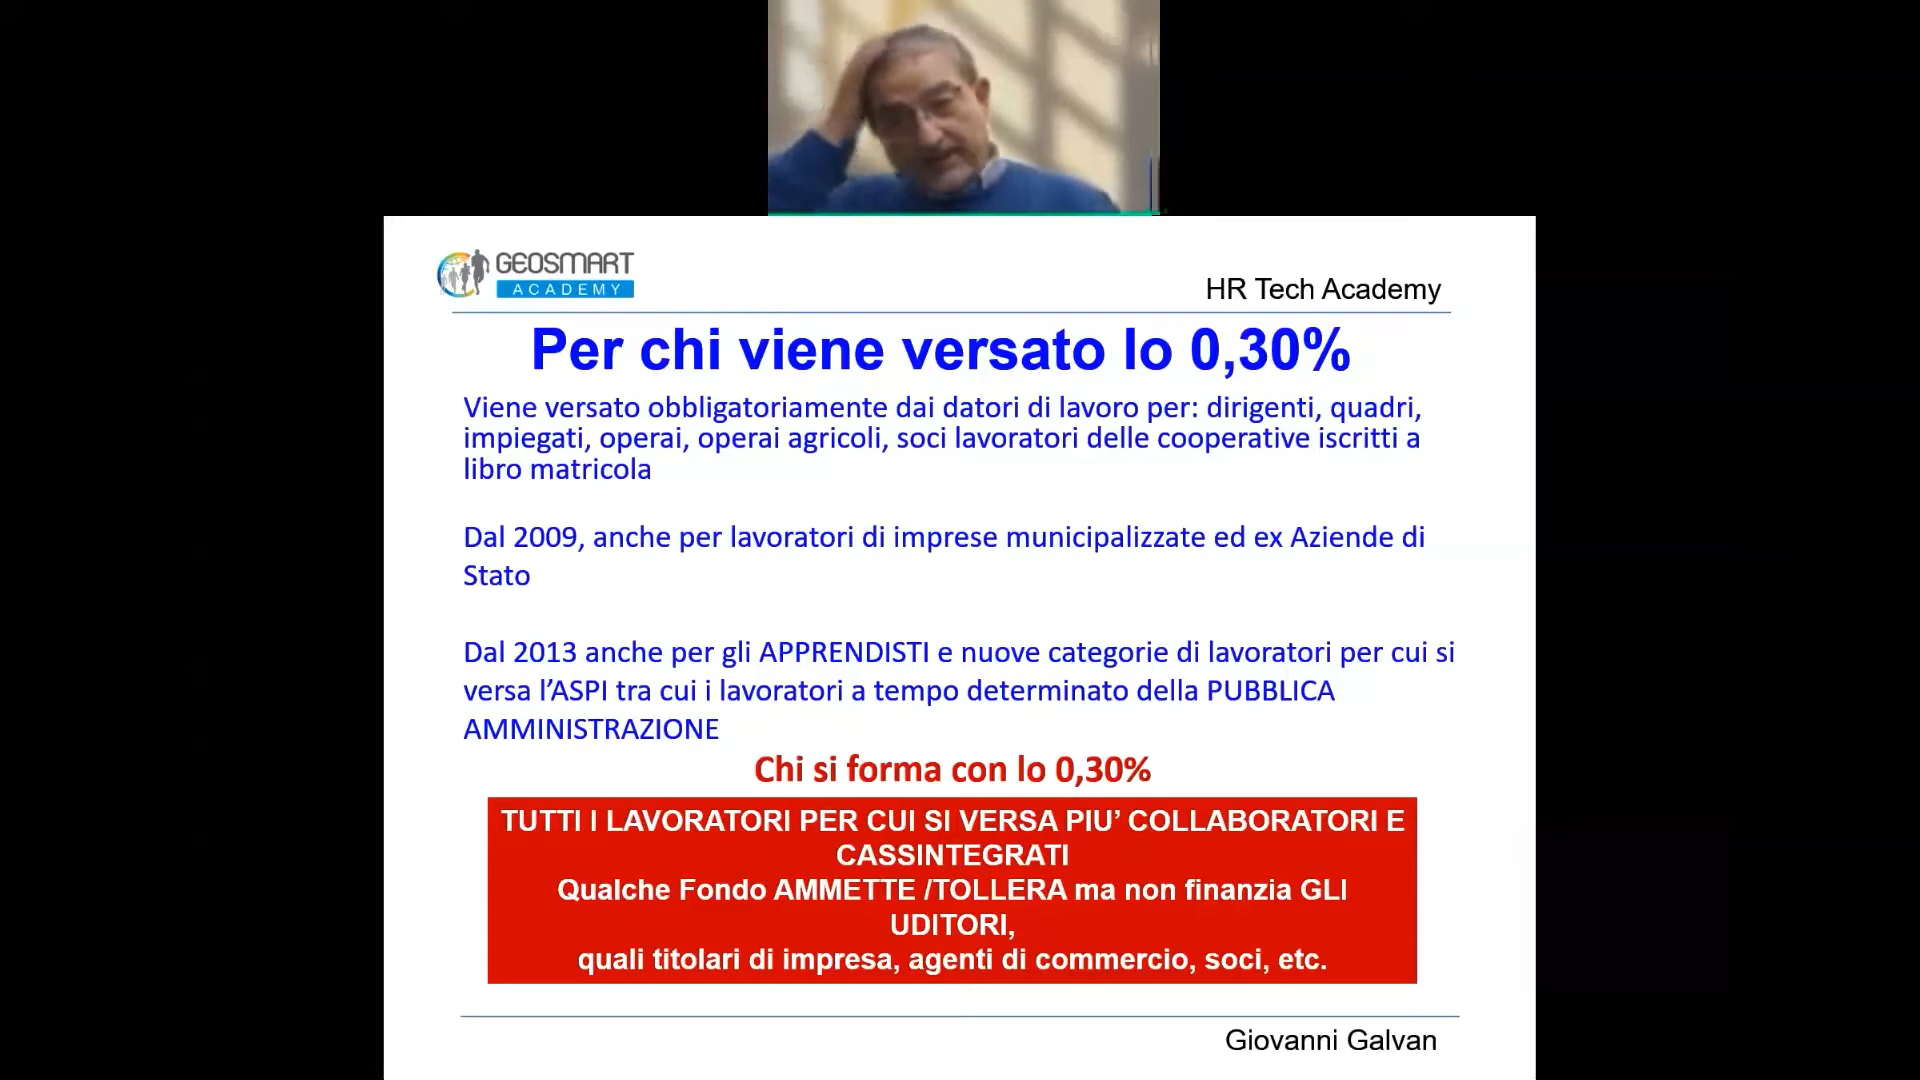 GEOSMART
ACADEMY
HR Tech Academy
Per chi viene versato lo 0,30%
Viene versato obbligatoriamente dai datori di lavoro per: dirigenti, quadri,
impiegati, operai, operai agricoli, soci lavoratori delle cooperative iscritti a
libro matricola
Dal 2009, anche per lavoratori di imprese municipalizzate ed ex Aziende di
Stato
Dal 2013 anche per gli APPRENDISTI e nuove categorie di lavoratori per cui si
versa l’ASPI tra cui i lavoratori a tempo determinato della PUBBLICA
AMMINISTRAZIONE
Chi si forma con lo 0,30%
TUTTI I LAVORATORI PER CUI SI VERSA PIU’ COLLABORATORI E
CASSINTEGRATI
Qualche Fondo AMMETTE /TOLLERA ma non finanzia GLI
UDITORI,
quali titolari di impresa, agenti di commercio, soci, etc.
Giovanni Galvan